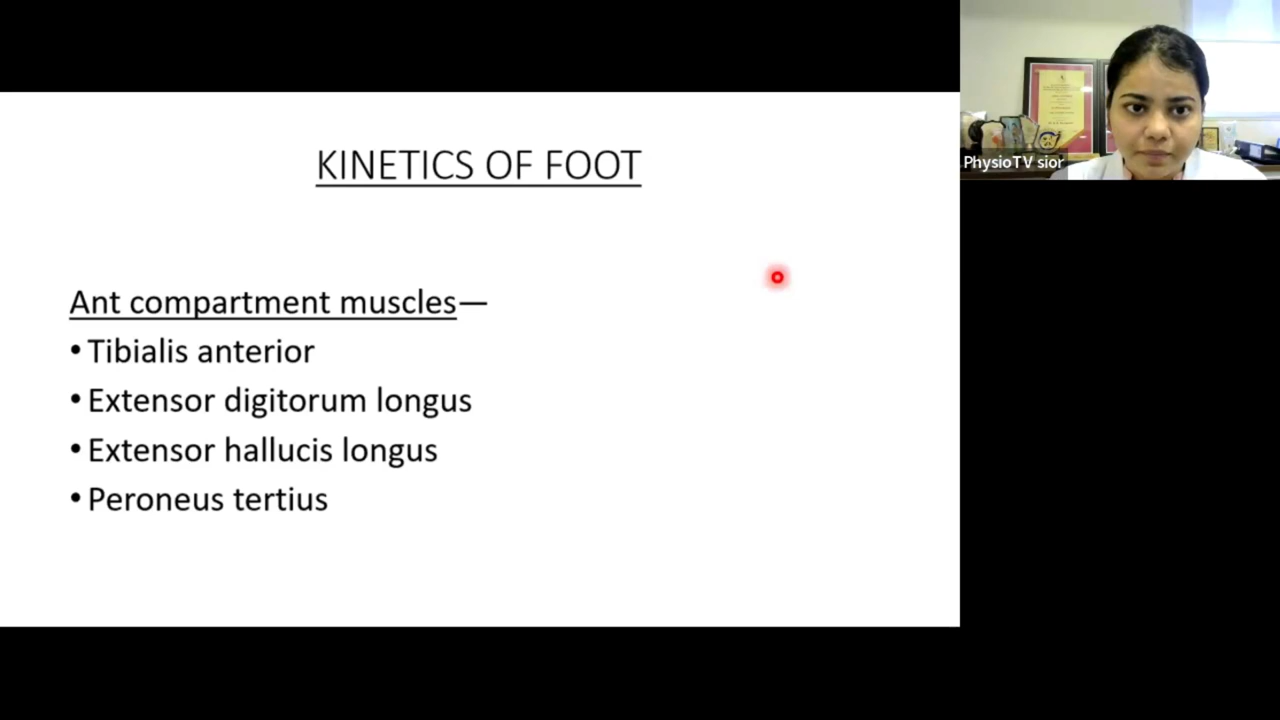 KINETICS OF FOOT
PhysioTV sior
Ant compartment muscles—
• Tibialis anterior
• Extensor digitorum longus
• Extensor hallucis longus
• Peroneus tertius